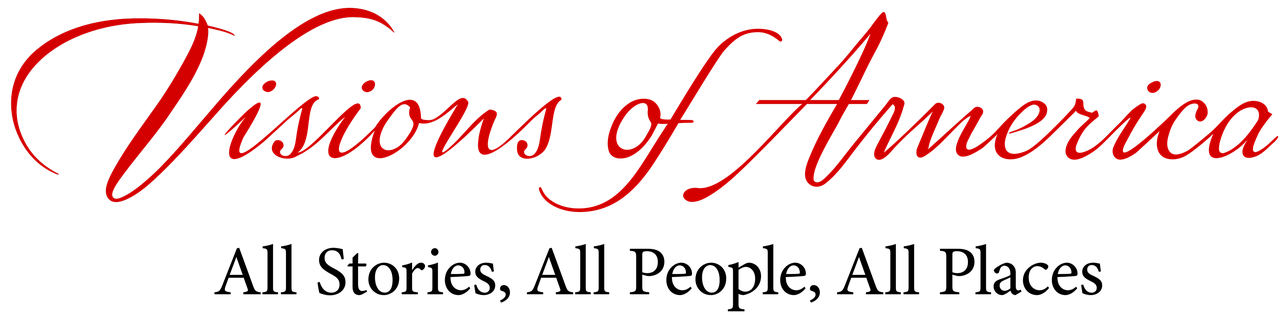 Visions of America
All Stories, All People, All Places